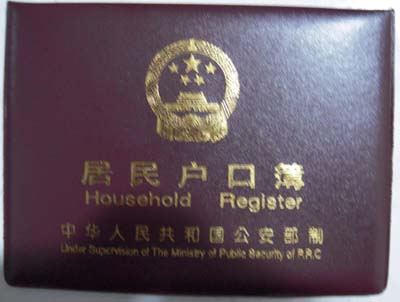 居民户口簿
Household Register
中华人民共和国公安部制
Under Supervision of The Ministry of Public Security of P.R.C